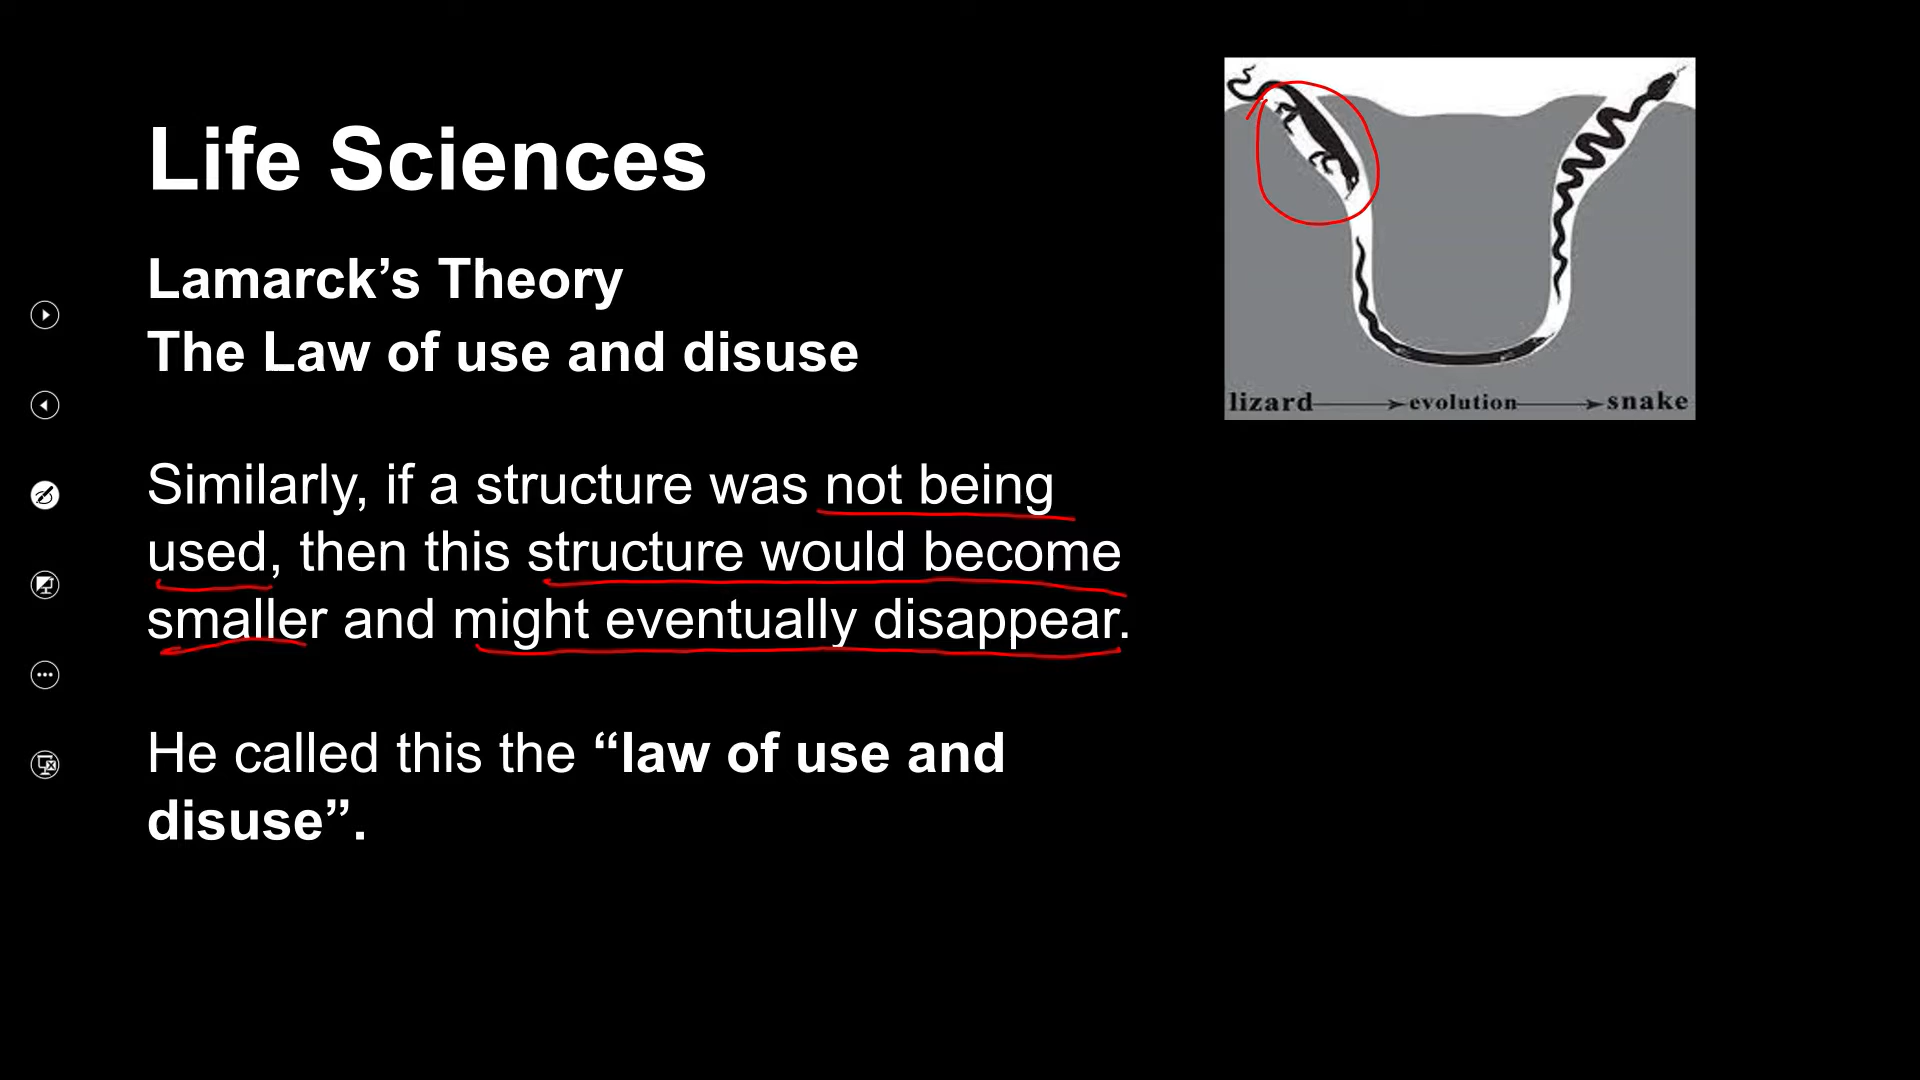 Life Sciences
Lamarck’s Theory
The Law of use and disuse
Similarly, if a structure was not being
used, then this structure would become
smaller and might eventually disappear.
He called this the “law of use and
disuse”.
lizard evolution snake